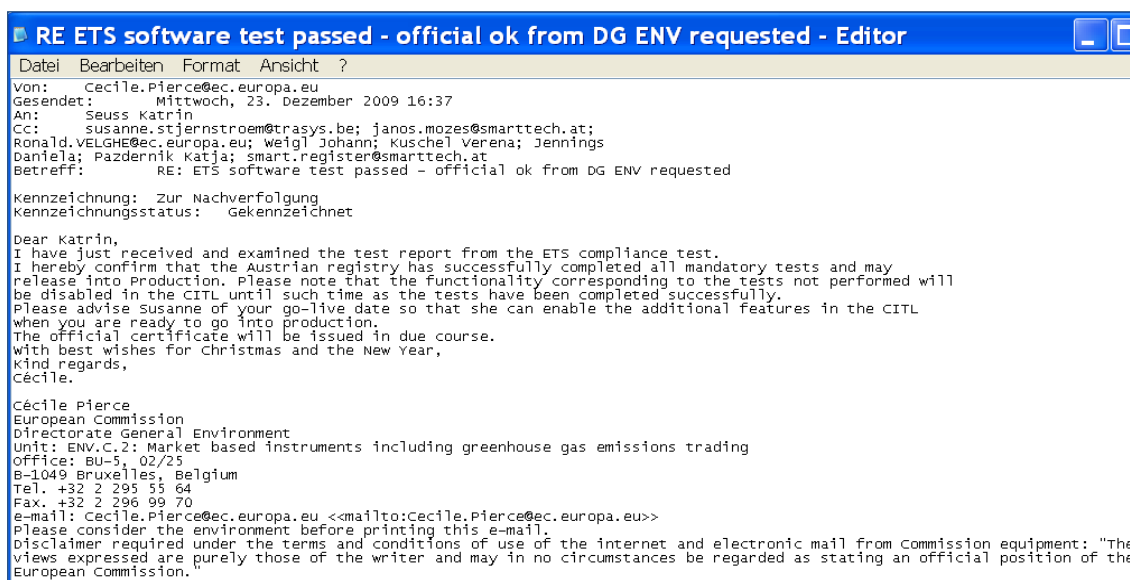 RE ETS software test passed - official ok from DG ENV requested - Editor
Datei Bearbeiten Format Ansicht ?
Von: Cecile.Pierce@ec.europa.eu
Gesendet: Mittwoch, 23. Dezember 2009 16:37
An: Seuss Katrin
Cc: susanne.stjernstroem@trasys.be; janos.mozes@smarttech.at;
Ronald.VELGHE@ec.europa.eu; Weigl Johann; Kuschel Verena; Jennings
Daniela; Pazdernik Katja; smart.register@smarttech.at
Betreff: RE: ETS software test passed – official ok from DG ENV requested
Kennzeichnung: Zur Nachverfolgung
Kennzeichnungsstatus: Gekennzeichnet
Dear Katrin,
I have just received and examined the test report from the ETS compliance test.
I hereby confirm that the Austrian registry has successfully completed all mandatory tests and may
release into Production. Please note that the functionality corresponding to the tests not performed will
be disabled in the CITL until such time as the tests have been completed successfully.
Please advise Susanne of your go-live date so that she can enable the additional features in the CITL
when you are ready to go into production.
The official certificate will be issued in due course.
With best wishes for Christmas and the New Year,
Kind regards,
Cécile.
Cécile Pierce
European Commission
Directorate General Environment
Unit: ENV.C.2: Market based instruments including greenhouse gas emissions trading
Office: BU-5, 02/25
B-1049 Bruxelles, Belgium
Tel. +32 2 295 55 64
Fax. +32 2 296 99 70
e-mail: Cecile.Pierce@ec.europa.eu <<mailto:Cecile.Pierce@ec.europa.eu>>
Please consider the environment before printing this e-mail.
Disclaimer required under the terms and conditions of use of the internet and electronic mail from Commission equipment: "The
views expressed are purely those of the writer and may in no circumstances be regarded as stating an official position of the
European Commission."